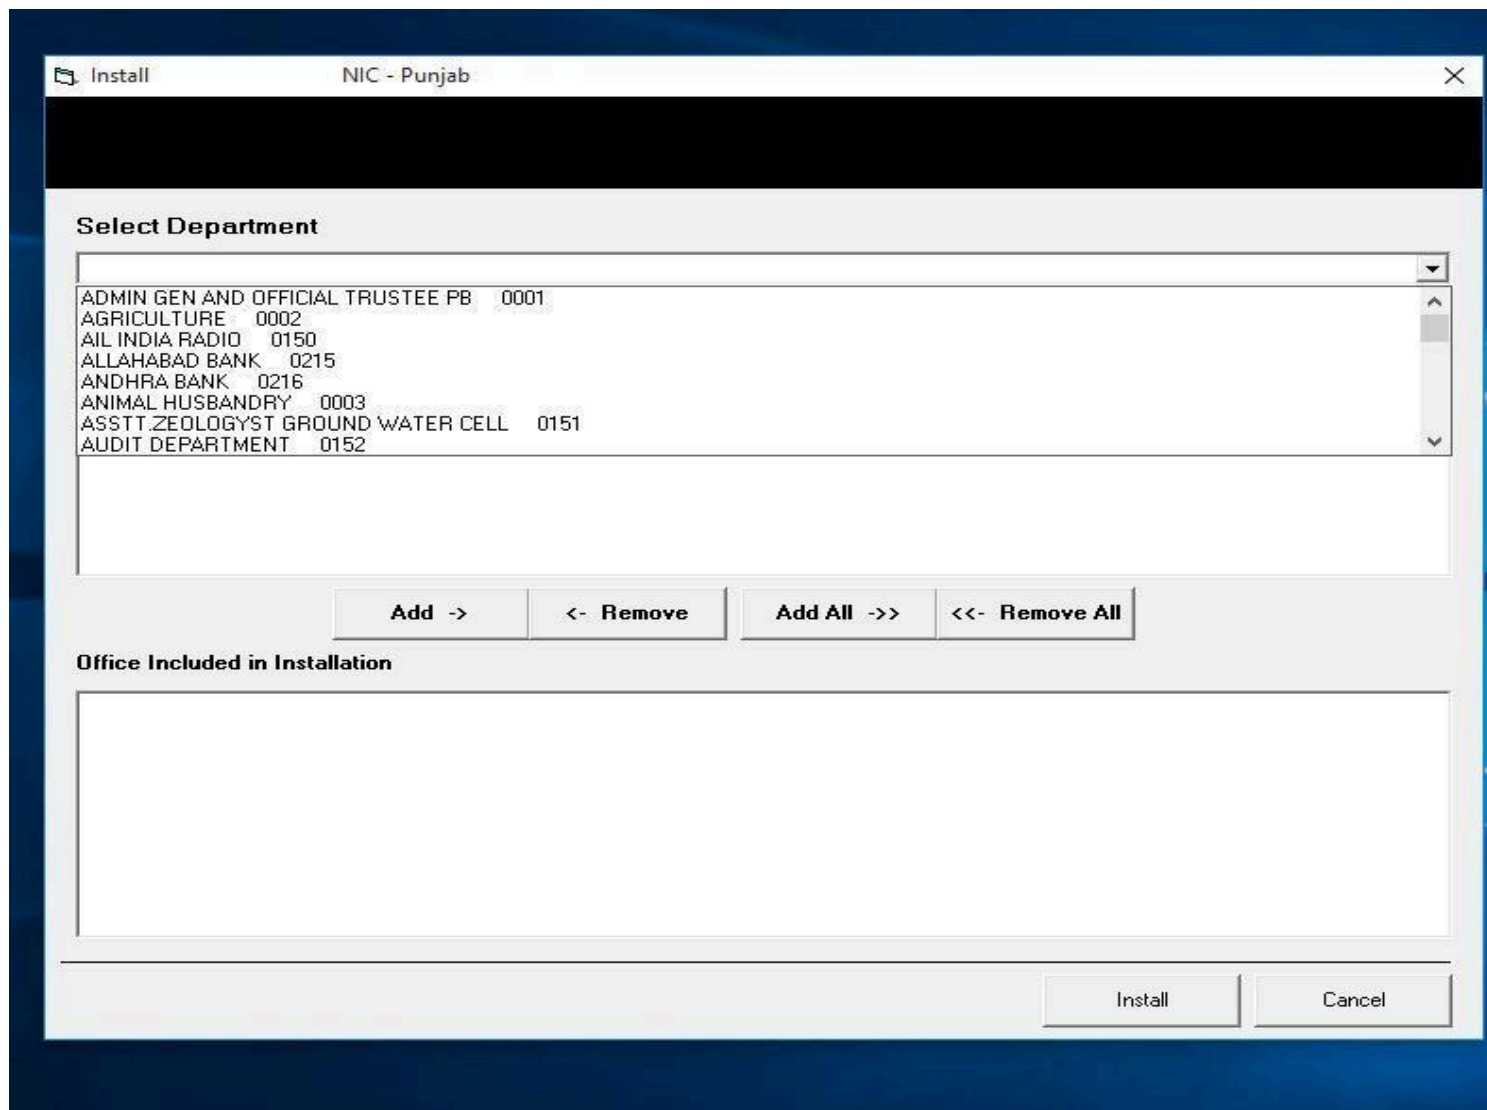 Install NIC - Punjab
Select Department
ADMIN GEN AND OFFICIAL TRUSTEE PB 0001
AGRICULTURE 0002
AIL INDIA RADIO 0150
ALLAHABAD BANK 0215
ANDHRA BANK 0216
ANIMAL HUSBANDRY 0003
ASSTT.ZEOLOGYST GROUND WATER CELL 0151
AUDIT DEPARTMENT 0152
Add -> <- Remove Add All ->> <<- Remove All
Office Included in Installation
Install Cancel